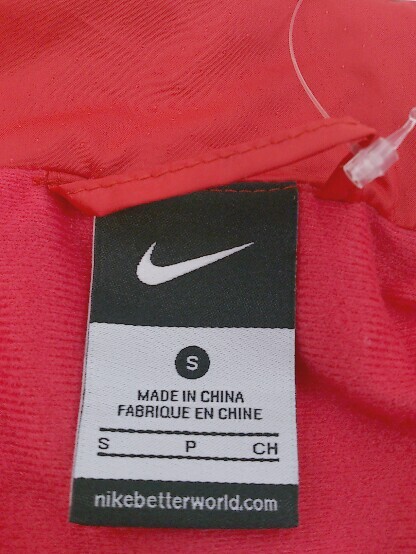 S
MADE IN CHINA
FABRIQUE EN CHINE
S P CH
nikebetterworld.com